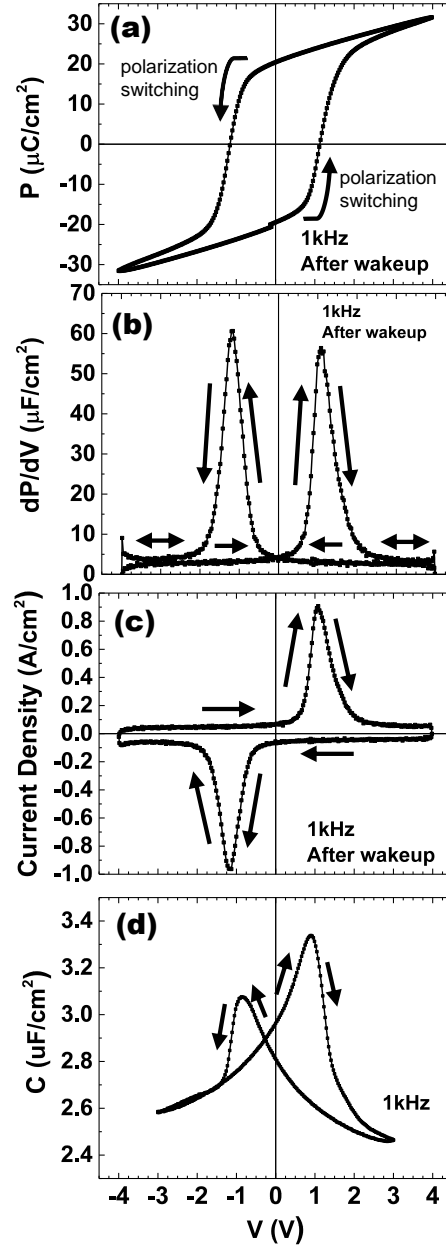 (a)
30
20
10
0
-10
-20
-30
P (μC/cm²)
polarization
switching
polarization
switching
1kHz
After wakeup
(b)
70
60
50
40
30
20
10
0
dP/dV (μF/cm²)
1kHz
After wakeup
(c)
1.0
0.8
0.6
0.4
0.2
0.0
-0.2
-0.4
-0.6
-0.8
-1.0
Current Density (A/cm²)
1kHz
After wakeup
(d)
3.6
3.2
2.8
2.4
C (uF/cm²)
1kHz
-4 -3 -2 -1 0 1 2 3 4
V (V)